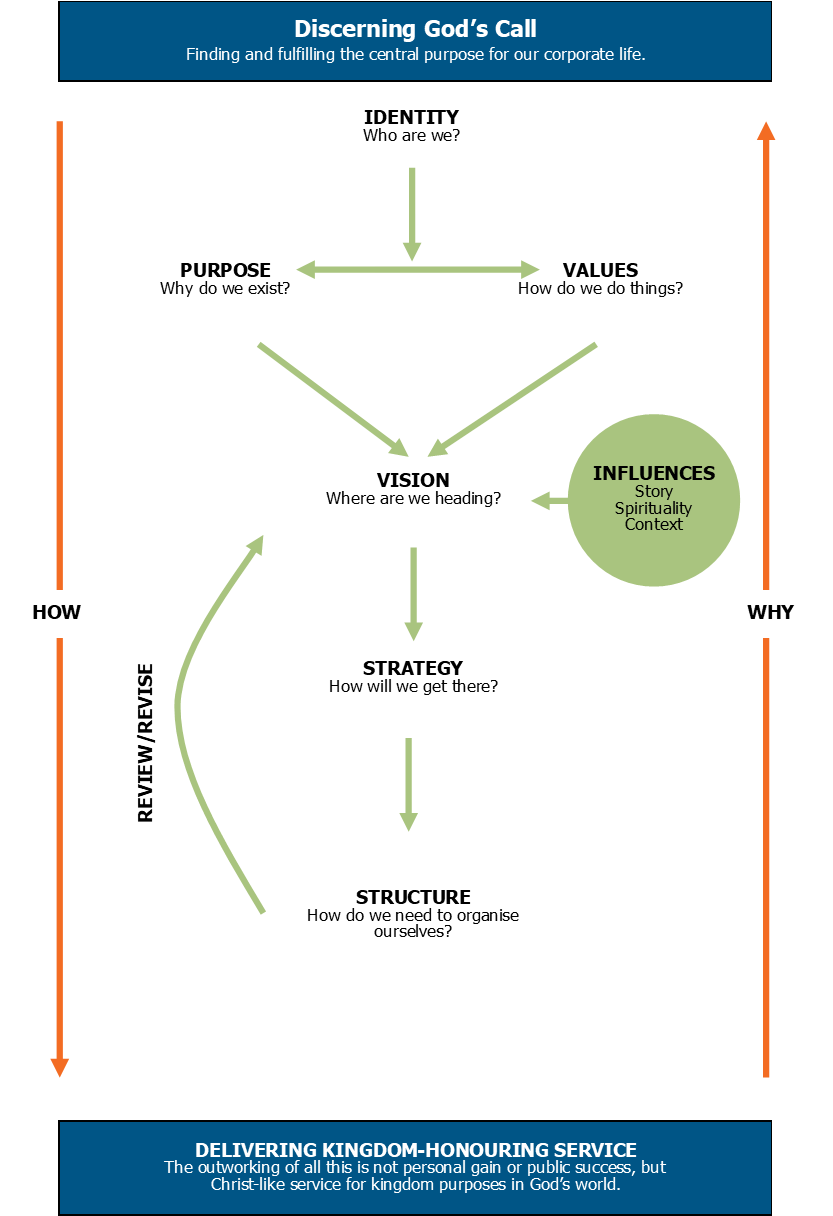 Discerning God’s Call
Finding and fulfilling the central purpose for our corporate life.
IDENTITY
Who are we?
PURPOSE
Why do we exist?
VALUES
How do we do things?
VISION
Where are we heading?
INFLUENCES
Story
Spirituality
Context
HOW
WHY
STRATEGY
How will we get there?
REVIEW/REVISE
STRUCTURE
How do we need to organise
ourselves?
DELIVERING KINGDOM-HONOURING SERVICE
The outworking of all this is not personal gain or public success, but
Christ-like service for kingdom purposes in God’s world.